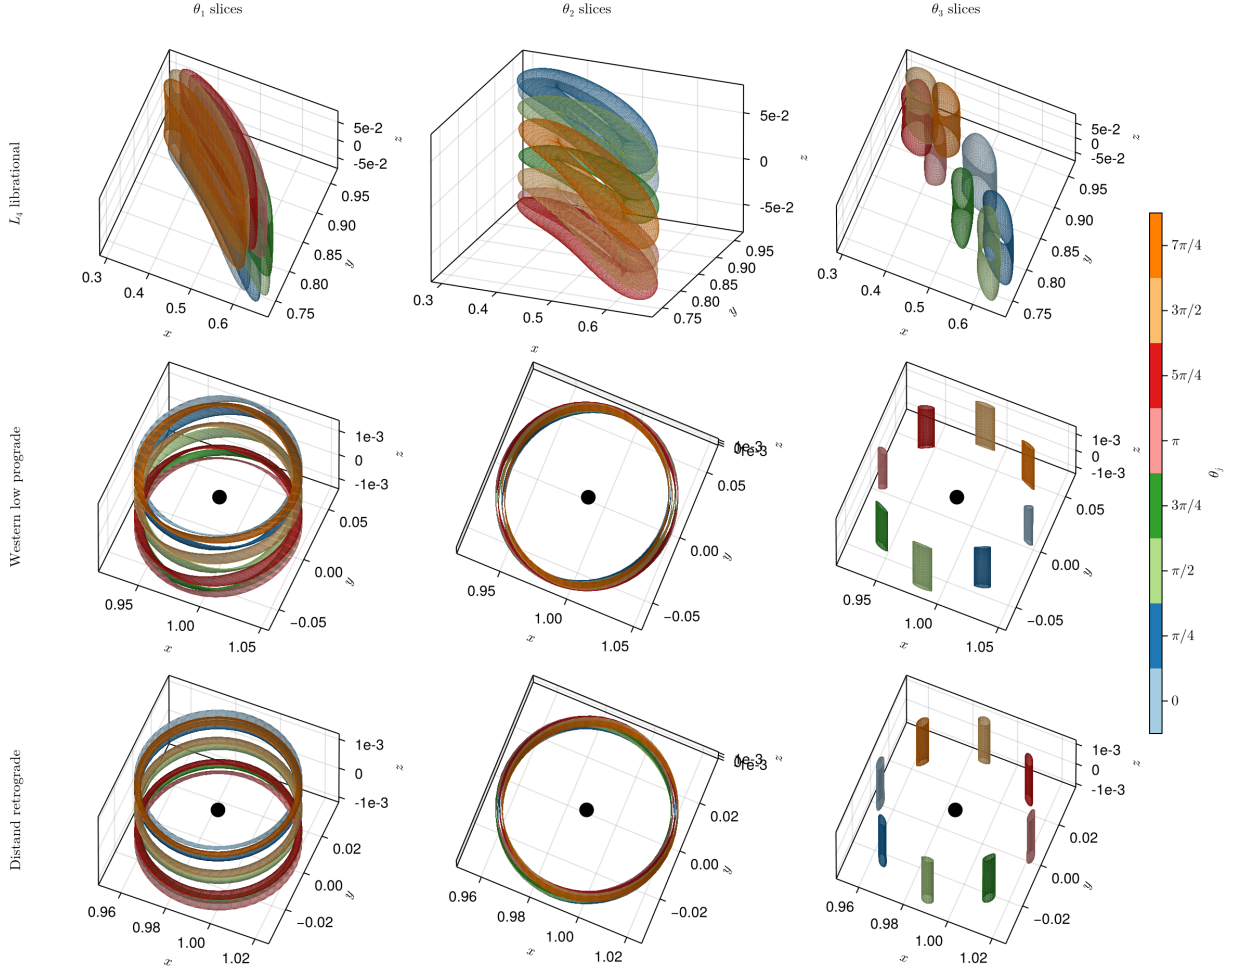 θ₁ slices
θ₂ slices
θ₃ slices
L₄ librational
5e-2
0
-5e-2
z
0.95
0.90
0.85
0.80
0.75
y
0.3
0.4
0.5
0.6
x
5e-2
0
-5e-2
z
0.95
0.90
0.85
0.80
0.75
y
0.3
0.4
0.5
0.6
x
5e-2
0
-5e-2
z
0.95
0.90
0.85
0.80
0.75
y
0.3
0.4
0.5
0.6
x
Western low prograde
1e-3
0
-1e-3
z
0.05
0.00
−0.05
y
0.95
1.00
1.05
x
z
0.05
0.00
−0.05
y
0.95
1.00
1.05
x
1e-3
0
-1e-3
z
0.05
0.00
−0.05
y
0.95
1.00
1.05
x
Distand retrograde
1e-3
0
-1e-3
z
0.02
0.00
−0.02
y
0.96
0.98
1.00
1.02
x
z
0.02
0.00
−0.02
y
0.96
0.98
1.00
1.02
x
1e-3
0
-1e-3
z
0.02
0.00
−0.02
y
0.96
0.98
1.00
1.02
x
7π/4
3π/2
5π/4
π
3π/4
π/2
π/4
0
θⱼ